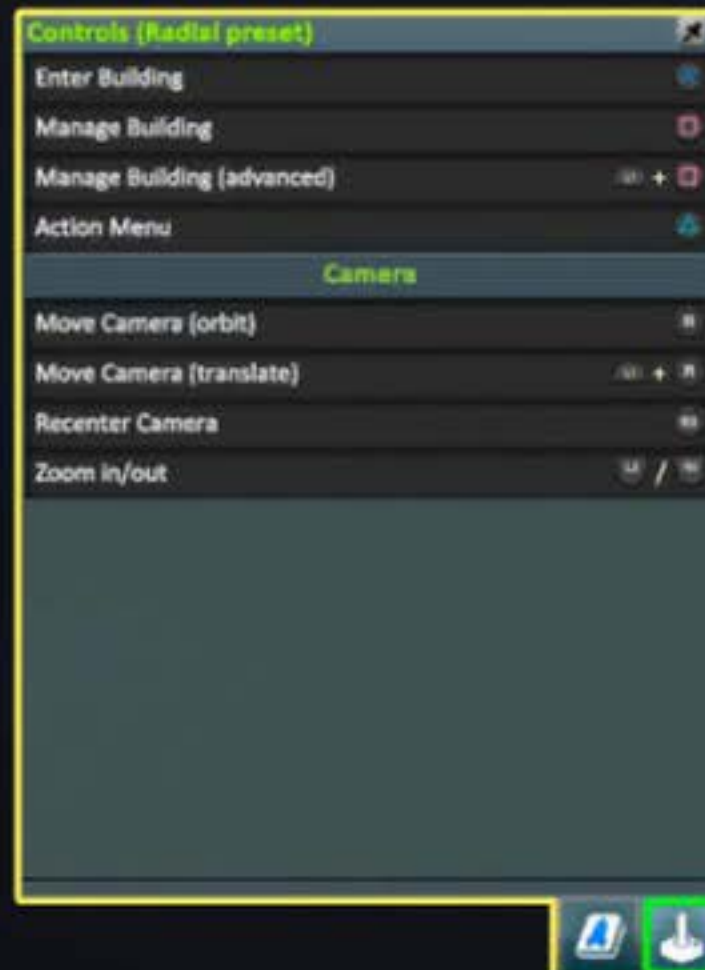 Controls (Radial preset)
Enter Building
Manage Building
Manage Building (advanced) +
Action Menu
Camera
Move Camera (orbit)
Move Camera (translate) +
Recenter Camera
Zoom in/out /